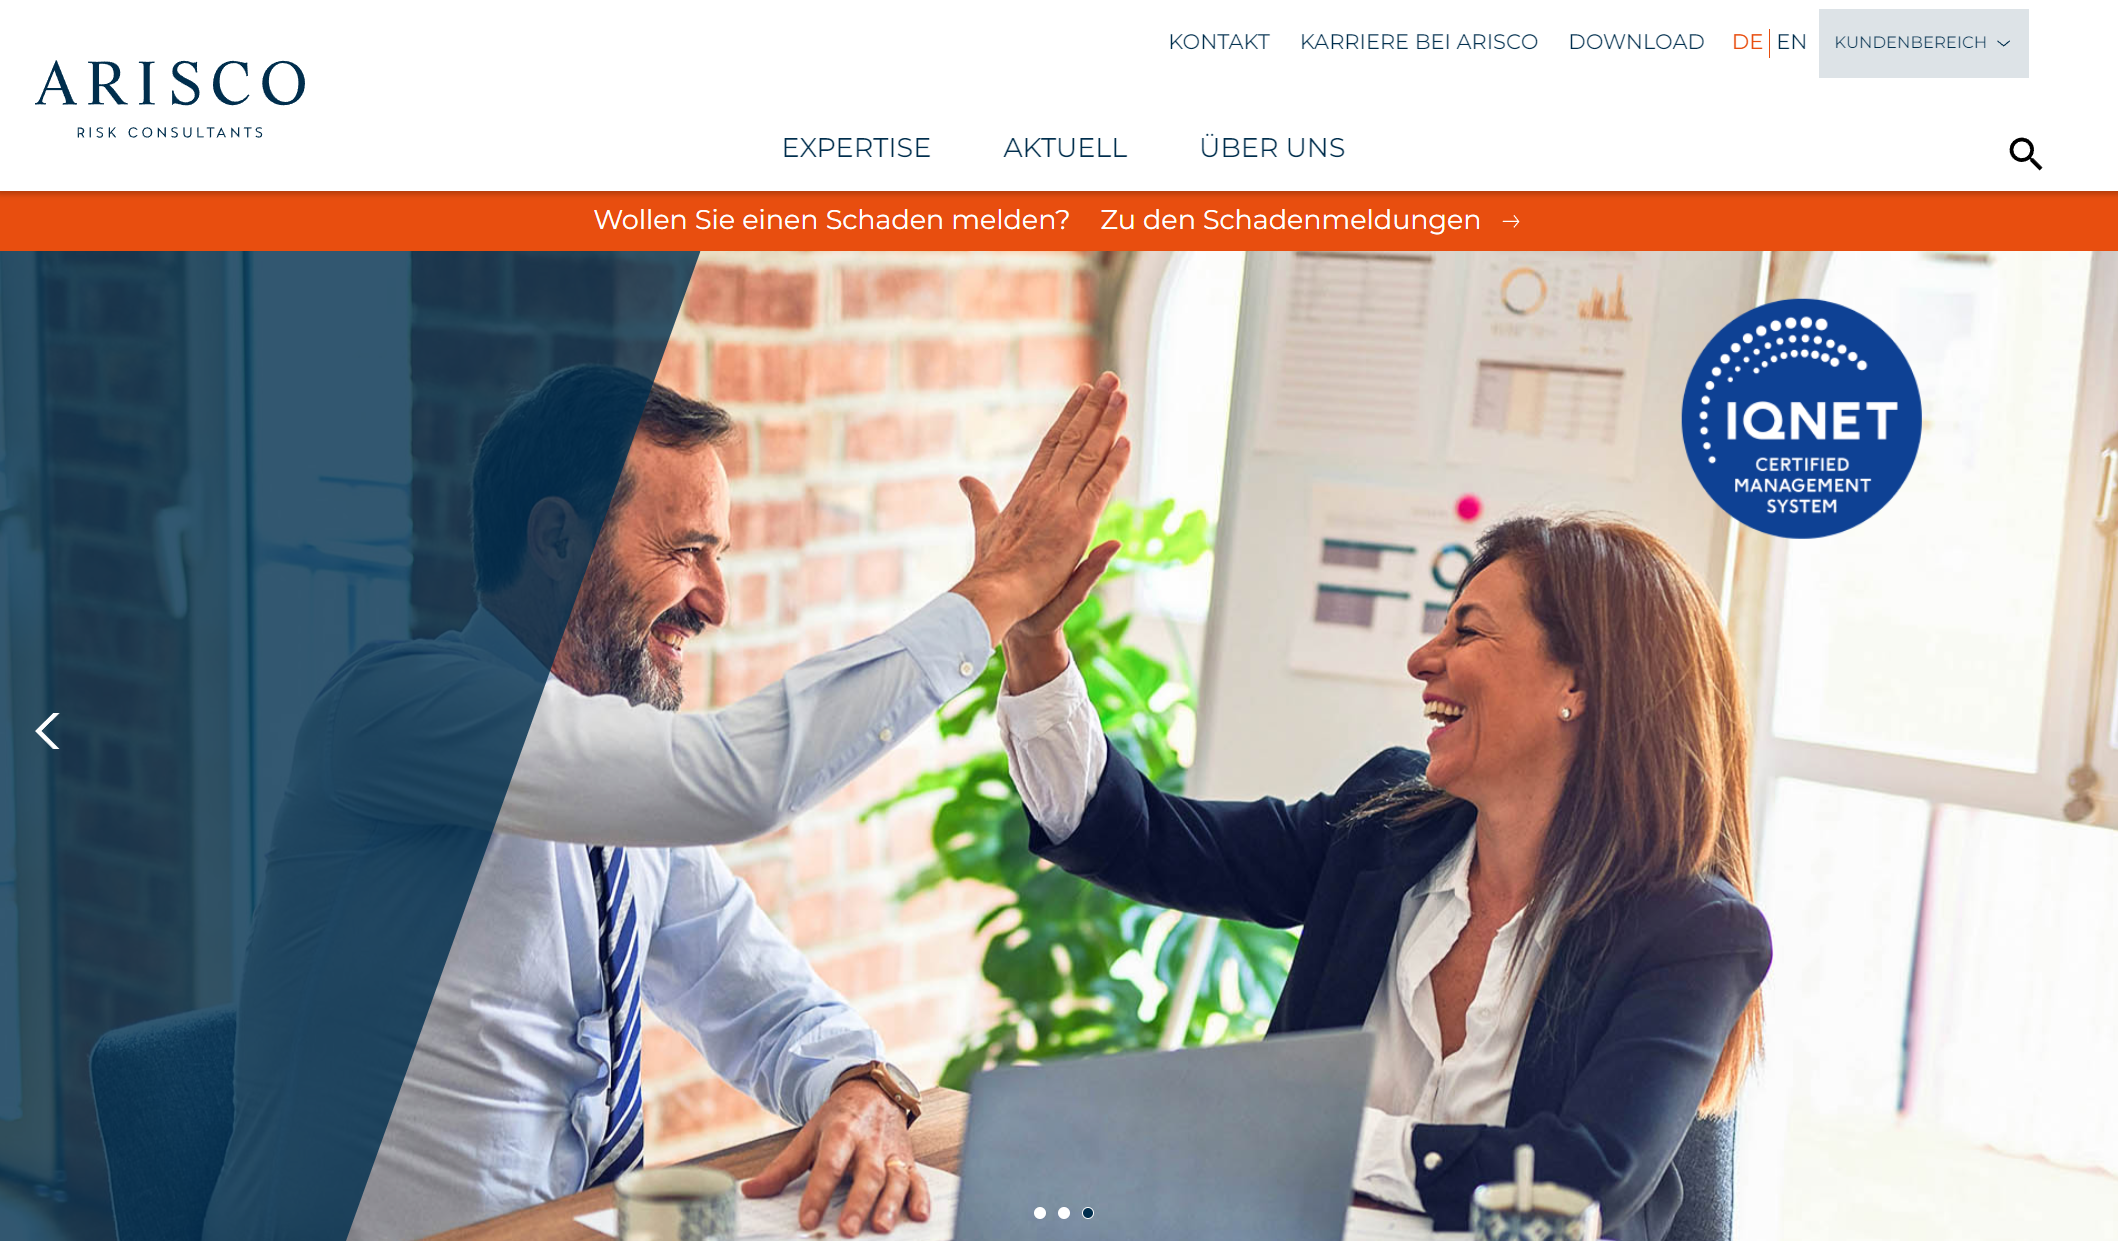 KONTAKT KARRIERE BEI ARISCO DOWNLOAD DE EN KUNDENBEREICH
ARISCO
RISK CONSULTANTS
EXPERTISE AKTUELL ÜBER UNS
Wollen Sie einen Schaden melden? Zu den Schadenmeldungen →
IQNET
CERTIFIED
MANAGEMENT
SYSTEM